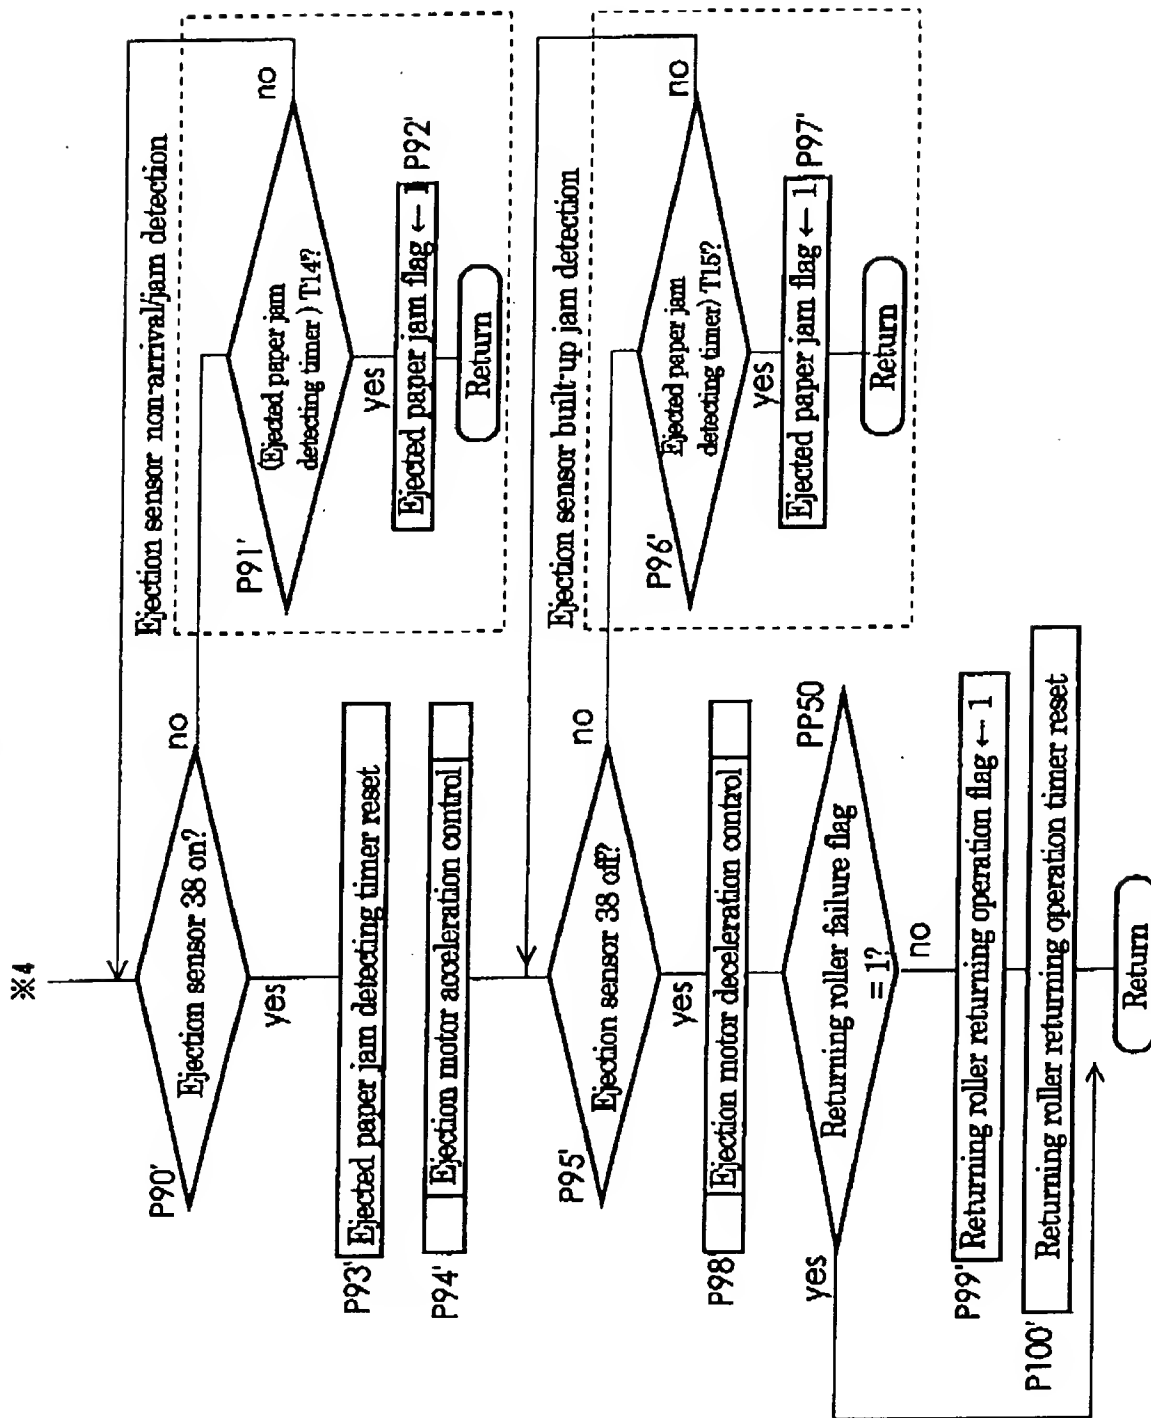 ※4
P90'
Ejection sensor 38 on?
no
yes
Ejection sensor non-arrival/jam detection
P91'
(Ejected paper jam
detecting timer ) T14?
no
yes
Ejected paper jam flag ← 1
P92'
Return
P93'
Ejected paper jam detecting timer reset
P94'
Ejection motor acceleration control
P95'
Ejection sensor 38 off?
no
yes
Ejection sensor built-up jam detection
P96'
Ejected paper jam
detecting timer) T15?
no
yes
Ejected paper jam flag ← 1
P97'
Return
P98'
Ejection motor deceleration control
PP50
Returning roller failure flag
= 1?
yes
no
P99'
Returning roller returning operation flag ← 1
P100'
Returning roller returning operation timer reset
Return